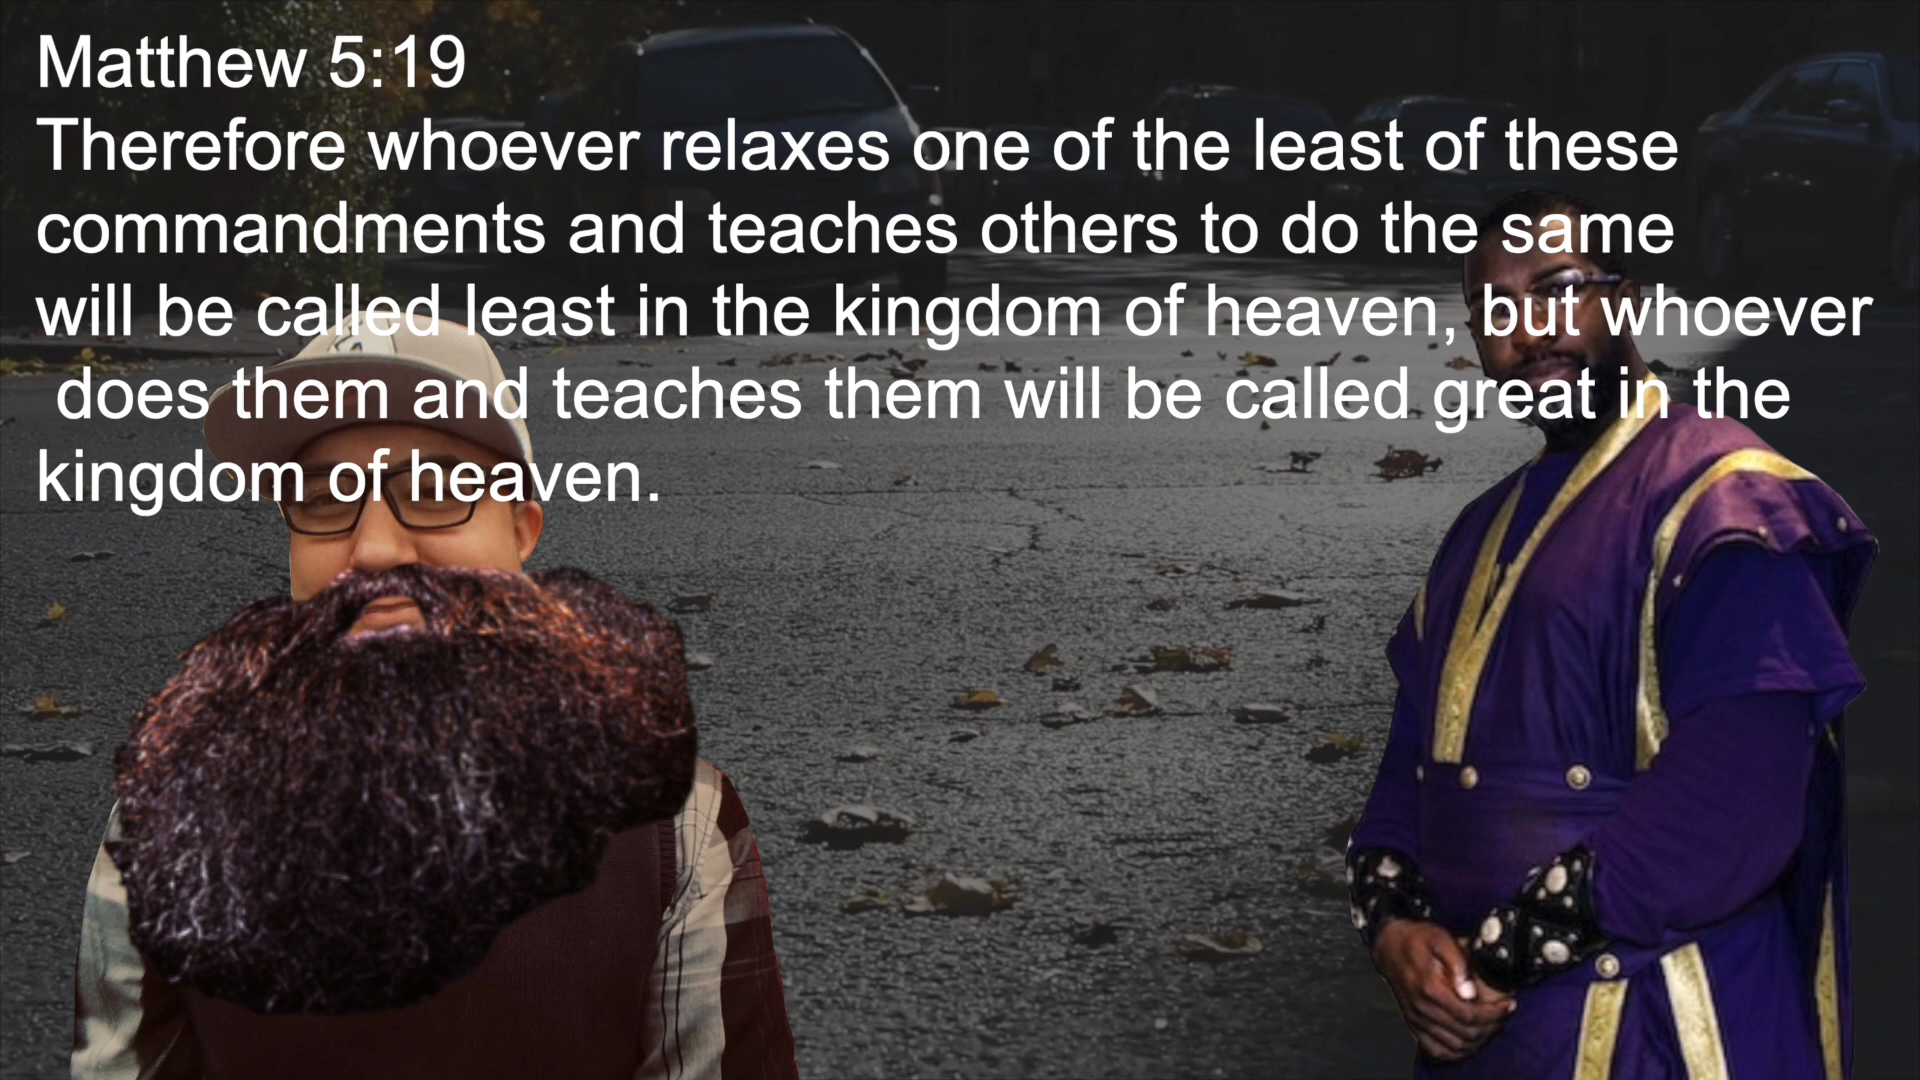 Matthew 5:19
Therefore whoever relaxes one of the least of these
commandments and teaches others to do the same
will be called least in the kingdom of heaven, but whoever
does them and teaches them will be called great in the
kingdom of heaven.